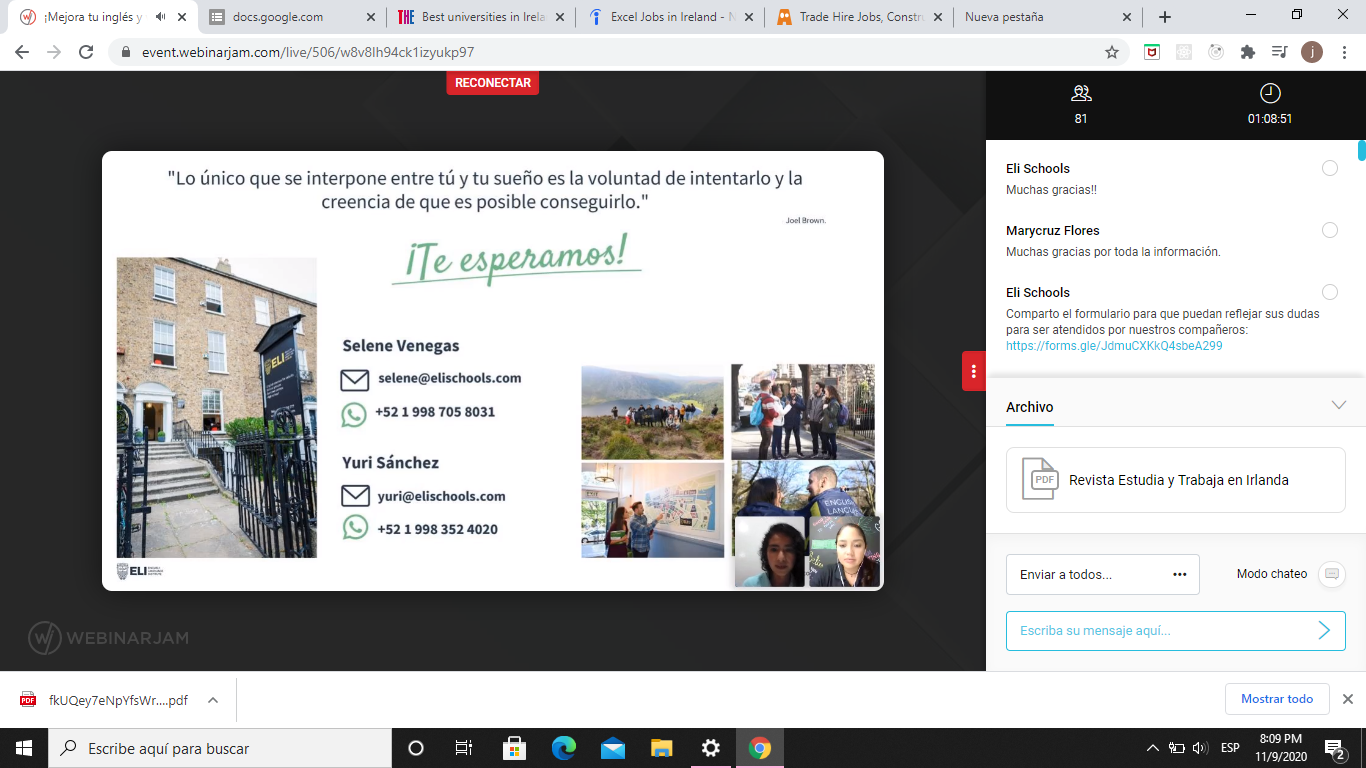 ¡Mejora tu inglés y
docs.google.com
Best universities in Irela
Excel Jobs in Ireland - N
Trade Hire Jobs, Constru
Nueva pestaña
event.webinarjam.com/live/506/w8v8lh94ck1izyukp97
RECONECTAR
81
01:08:51
"Lo único que se interpone entre tú y tu sueño es la voluntad de intentarlo y la
creencia de que es posible conseguirlo."
Joel Brown.
¡Te esperamos!
ELI
Selene Venegas
selene@elischools.com
+52 1 998 705 8031
Yuri Sánchez
yuri@elischools.com
+52 1 998 352 4020
ENGLISH
LANGU
ELI
WEBINARJAM
Eli Schools
Muchas gracias!!
Marycruz Flores
Muchas gracias por toda la información.
Eli Schools
Comparto el formulario para que puedan reflejar sus dudas
para ser atendidos por nuestros compañeros:
https://forms.gle/JdmuCXKkQ4sbeA299
Archivo
PDF
Revista Estudia y Trabaja en Irlanda
Enviar a todos...
Modo chateo
Escriba su mensaje aquí...
PDF
fkUQey7eNpYfsWr....pdf
Mostrar todo
Escribe aquí para buscar
ESP
8:09 PM
11/9/2020
2